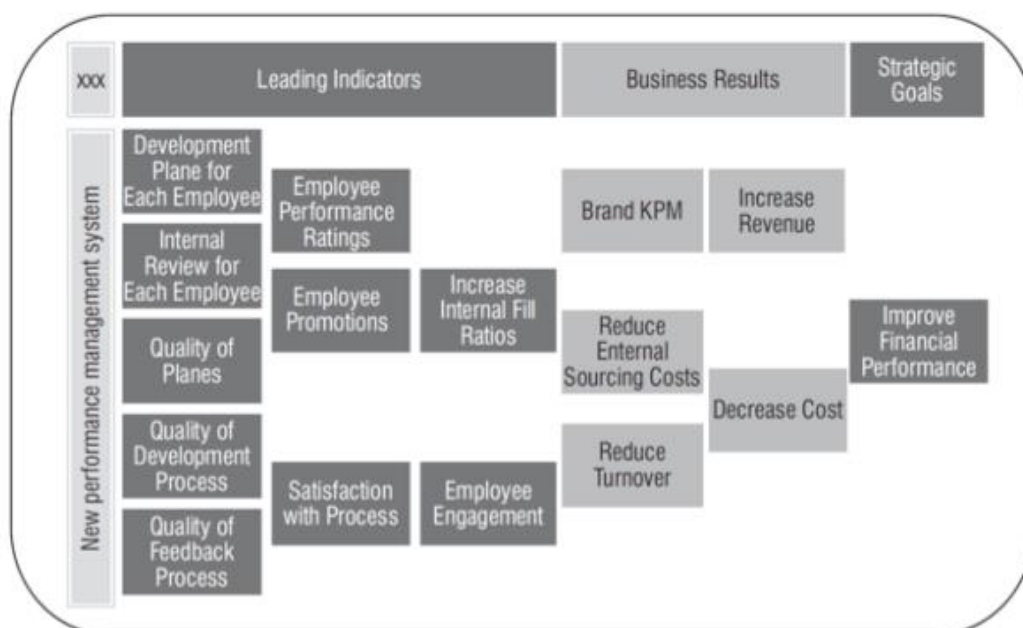 xxx
Leading Indicators
Business Results
Strategic
Goals
New performance management system
Development
Plane for
Each Employee
Internal
Review for
Each Employee
Quality of
Planes
Quality of
Development
Process
Quality of
Feedback
Process
Employee
Performance
Ratings
Employee
Promotions
Satisfaction
with Process
Increase
Internal Fill
Ratios
Employee
Engagement
Brand KPM
Reduce
Enternal
Sourcing Costs
Reduce
Turnover
Increase
Revenue
Decrease Cost
Improve
Financial
Performance